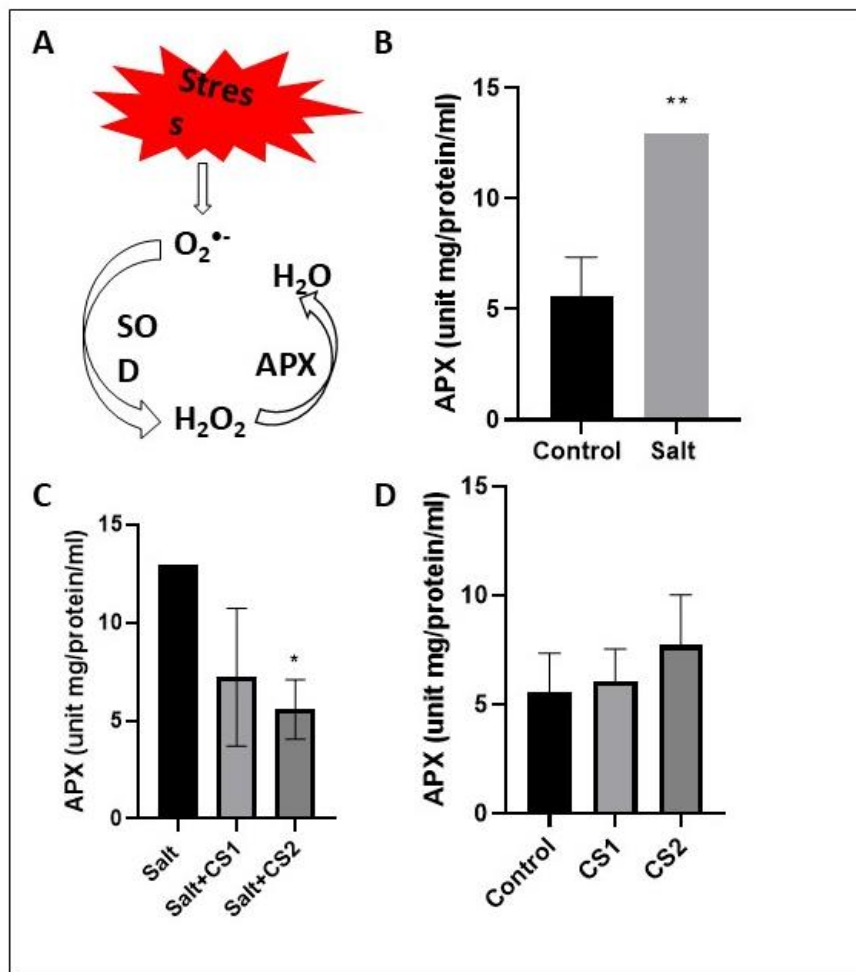 A
Stres
s
O₂•-
H₂O
SO
D
APX
H₂O₂
B
APX (unit mg/protein/ml)
15
10
5
0
**
Control Salt
C
APX (unit mg/protein/ml)
15
10
5
0
*
Salt
Salt+CS1
Salt+CS2
D
APX (unit mg/protein/ml)
15
10
5
0
Control
CS1
CS2